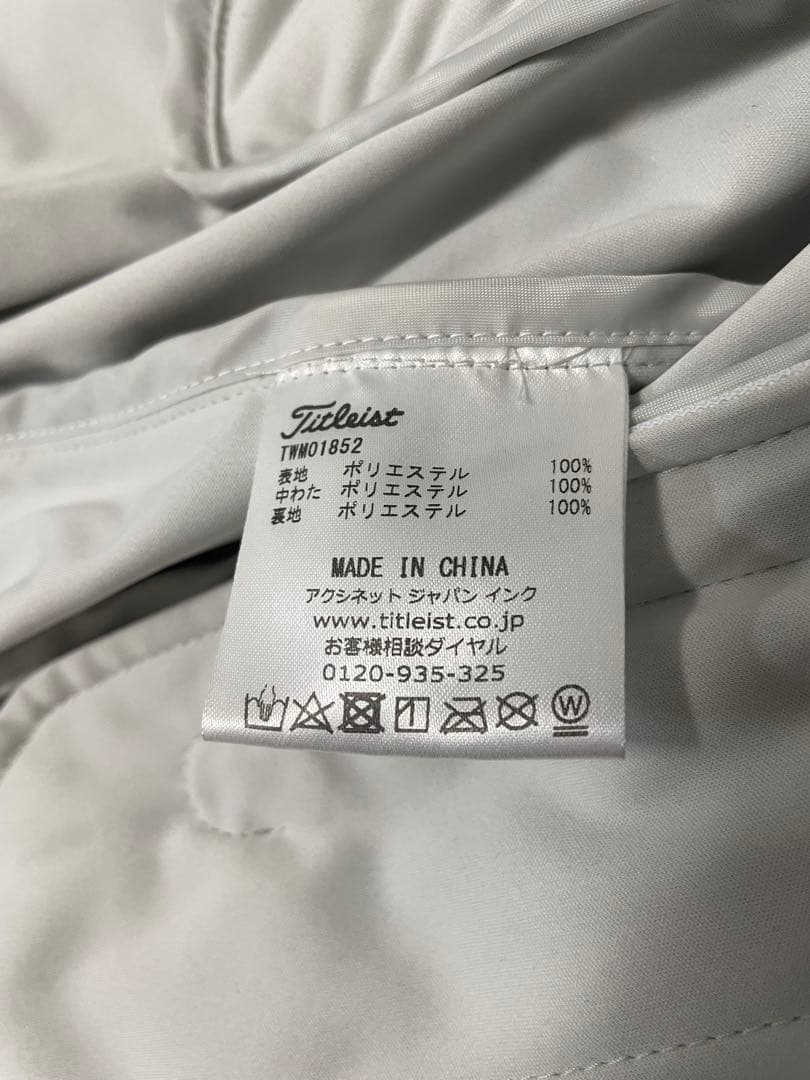 Titleist
TWM01852
表地 ポリエステル 100%
中わた ポリエステル 100%
裏地 ポリエステル 100%
MADE IN CHINA
アクシネット ジャパン インク
www.titleist.co.jp
お客様相談ダイヤル
0120-935-325
W